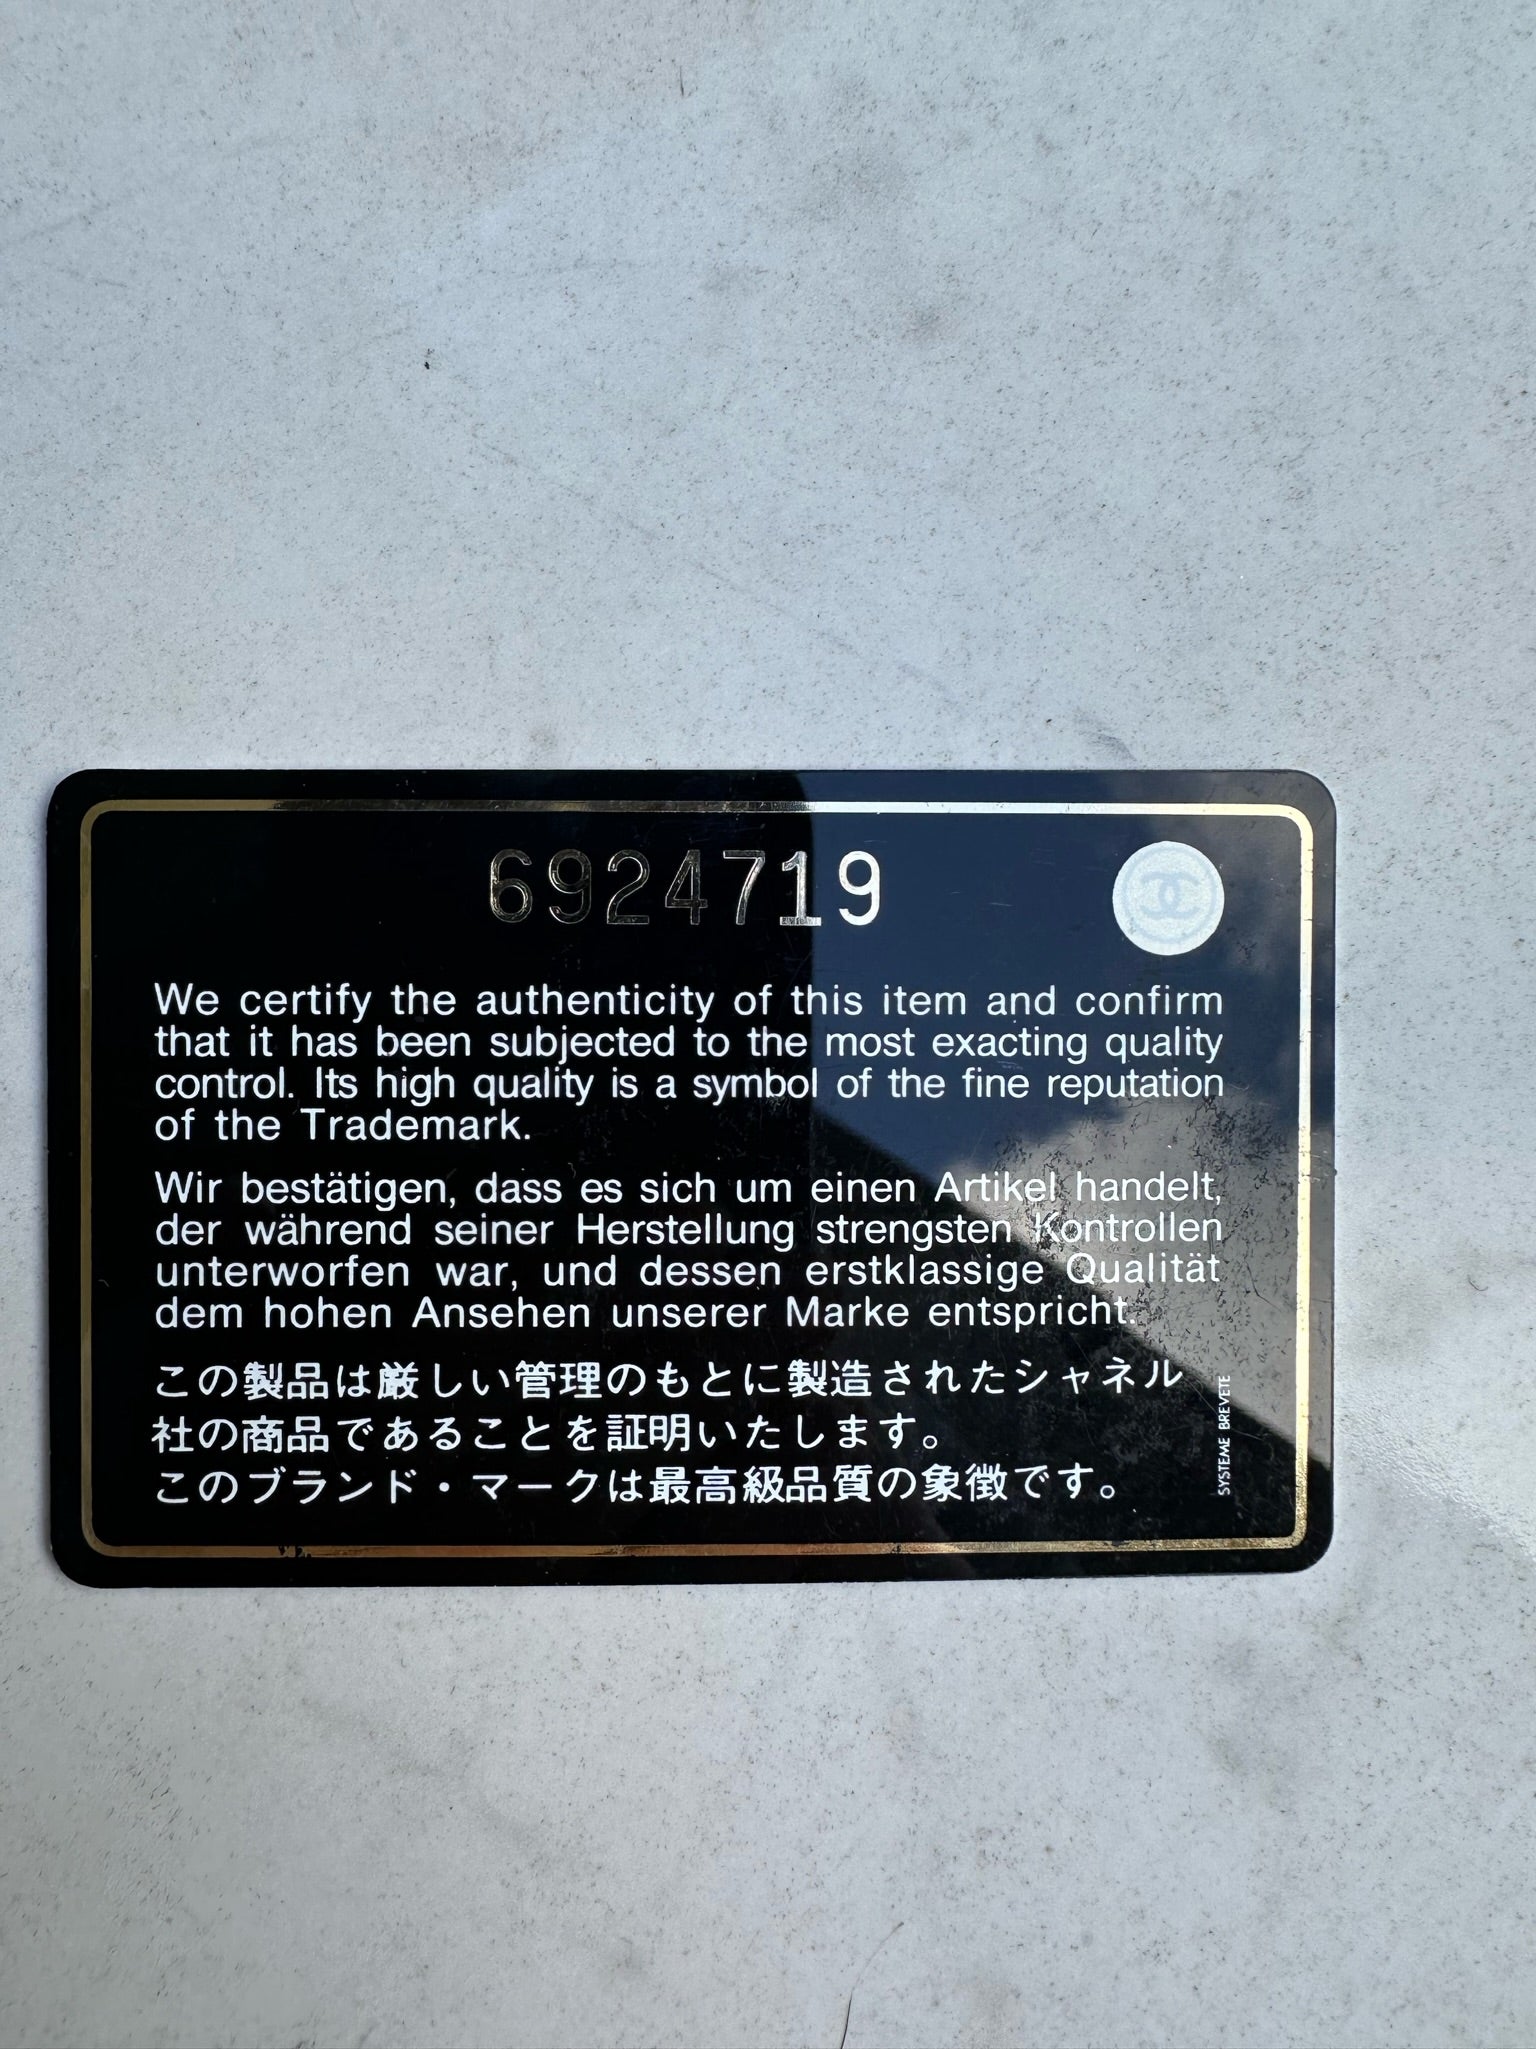 6924719
We certify the authenticity of this item and confirm
that it has been subjected to the most exacting quality
control. Its high quality is a symbol of the fine reputation
of the Trademark.
Wir bestätigen, dass es sich um einen Artikel handelt,
der während seiner Herstellung strengsten Kontrollen
unterworfen war, und dessen erstklassige Qualität
dem hohen Ansehen unserer Marke entspricht.
この製品は厳しい管理のもとに製造されたシャネル
社の商品であることを証明いたします。
このブランド・マークは最高級品質の象徴です。
SYSTEME BREVETE